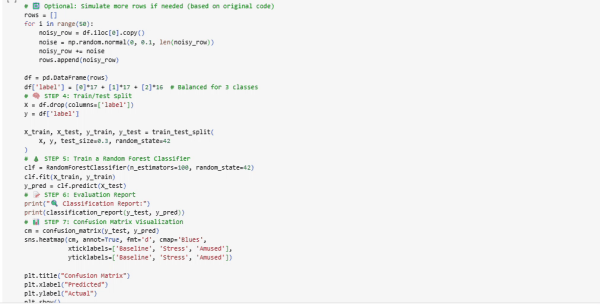 [ ]
# 🔄 Optional: Simulate more rows if needed (based on original code)
rows = []
for i in range(50):
    noisy_row = df.iloc[0].copy()
    noise = np.random.normal(0, 0.1, len(noisy_row))
    noisy_row += noise
    rows.append(noisy_row)

df = pd.DataFrame(rows)
df['label'] = [0]*17 + [1]*17 + [2]*16  # Balanced for 3 classes
# 🧠 STEP 4: Train/Test Split
X = df.drop(columns=['label'])
y = df['label']

X_train, X_test, y_train, y_test = train_test_split(
    X, y, test_size=0.3, random_state=42
)
# 🌲 STEP 5: Train a Random Forest Classifier
clf = RandomForestClassifier(n_estimators=100, random_state=42)
clf.fit(X_train, y_train)
y_pred = clf.predict(X_test)
# 📝 STEP 6: Evaluation Report
print("🔍 Classification Report:")
print(classification_report(y_test, y_pred))
# 📊 STEP 7: Confusion Matrix Visualization
cm = confusion_matrix(y_test, y_pred)
sns.heatmap(cm, annot=True, fmt='d', cmap='Blues',
            xticklabels=['Baseline', 'Stress', 'Amused'],
            yticklabels=['Baseline', 'Stress', 'Amused'])

plt.title("Confusion Matrix")
plt.xlabel("Predicted")
plt.ylabel("Actual")
plt.show()